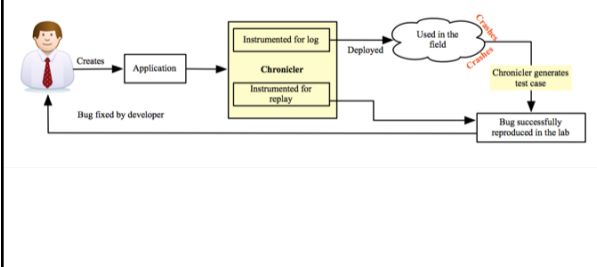 Creates
Application
Instrumented for log
Chronicler
Instrumented for
replay
Deployed
Used in the
field
Crashes
Crashes
Chronicler generates
test case
Bug successfully
reproduced in the lab
Bug fixed by developer